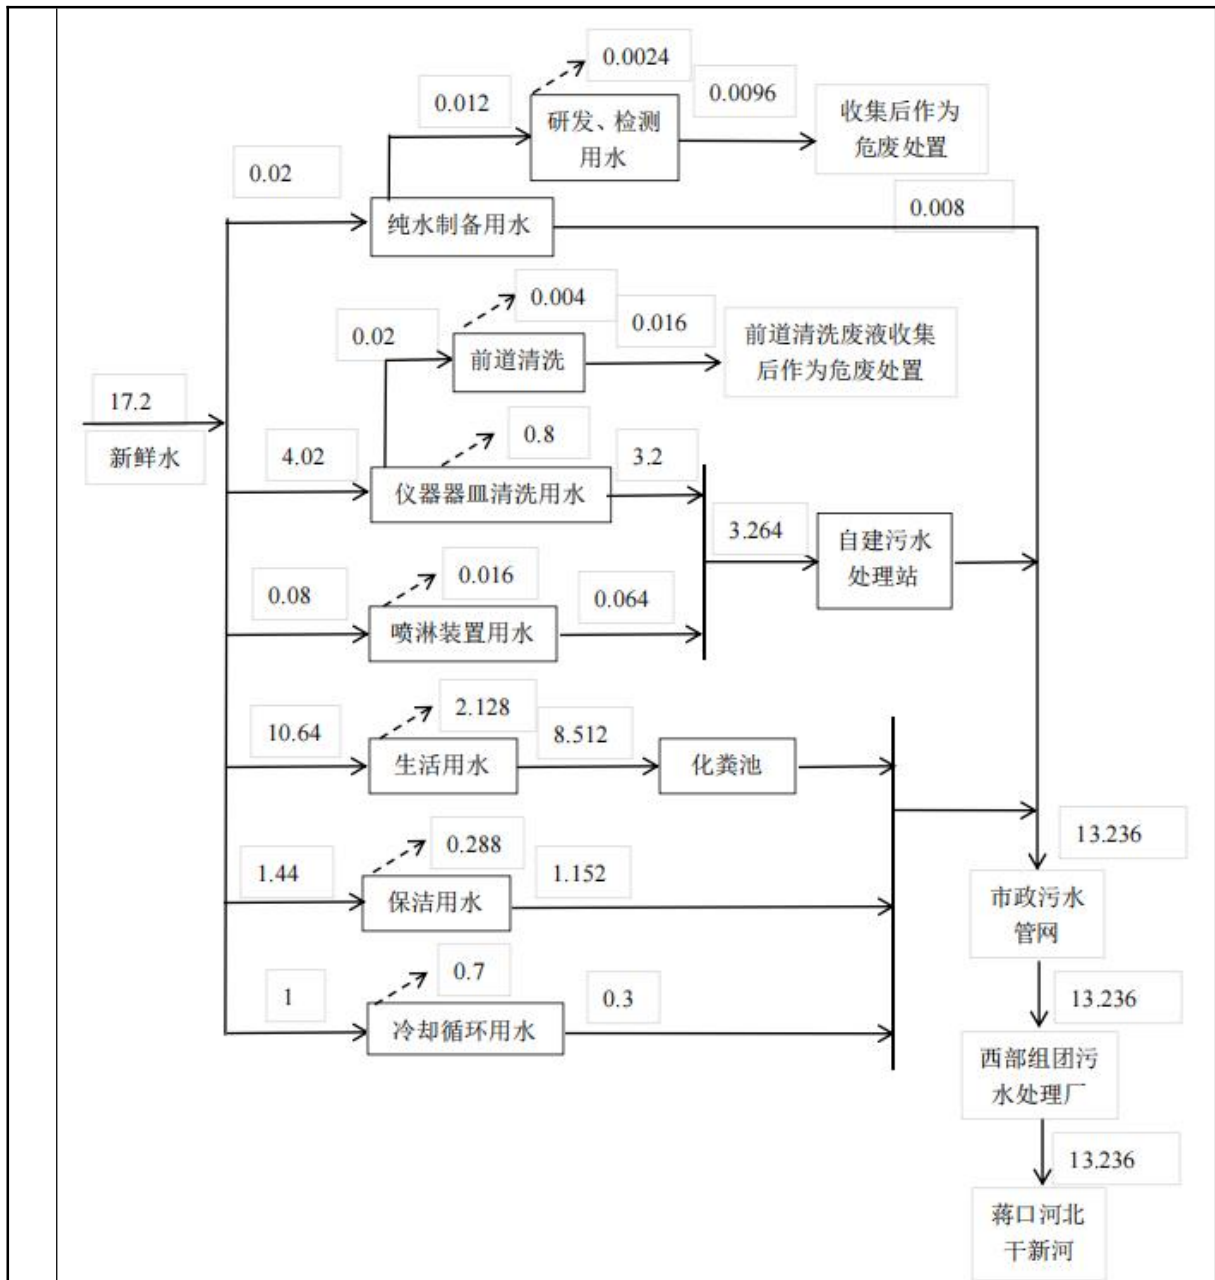 0.0024
0.012
0.0096
研发、检测
用水
收集后作为
危废处置
0.02
0.008
纯水制备用水
0.004
0.016
0.02
前道清洗
前道清洗废液收集
后作为危废处置
17.2
新鲜水
4.02
0.8
3.2
仪器器皿清洗用水
3.264
自建污水
处理站
0.08
0.016
0.064
喷淋装置用水
10.64
2.128
8.512
生活用水
化粪池
13.236
1.44
0.288
1.152
保洁用水
市政污水
管网
1
0.7
0.3
冷却循环用水
13.236
西部组团污
水处理厂
13.236
蒋口河北
干新河